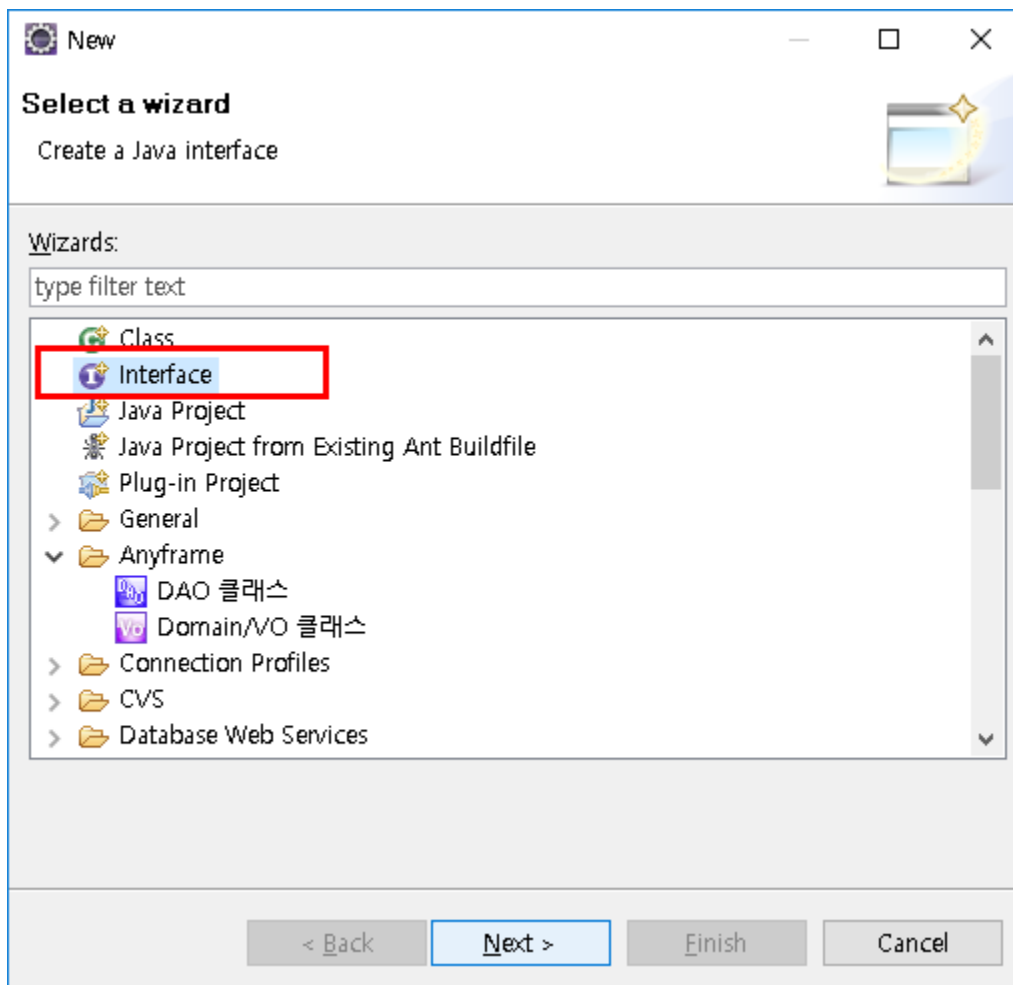 New
Select a wizard
Create a Java interface
Wizards:
type filter text
Class
Interface
Java Project
Java Project from Existing Ant Buildfile
Plug-in Project
General
Anyframe
DAO 클래스
Domain/VO 클래스
Connection Profiles
CVS
Database Web Services
< Back Next > Finish Cancel